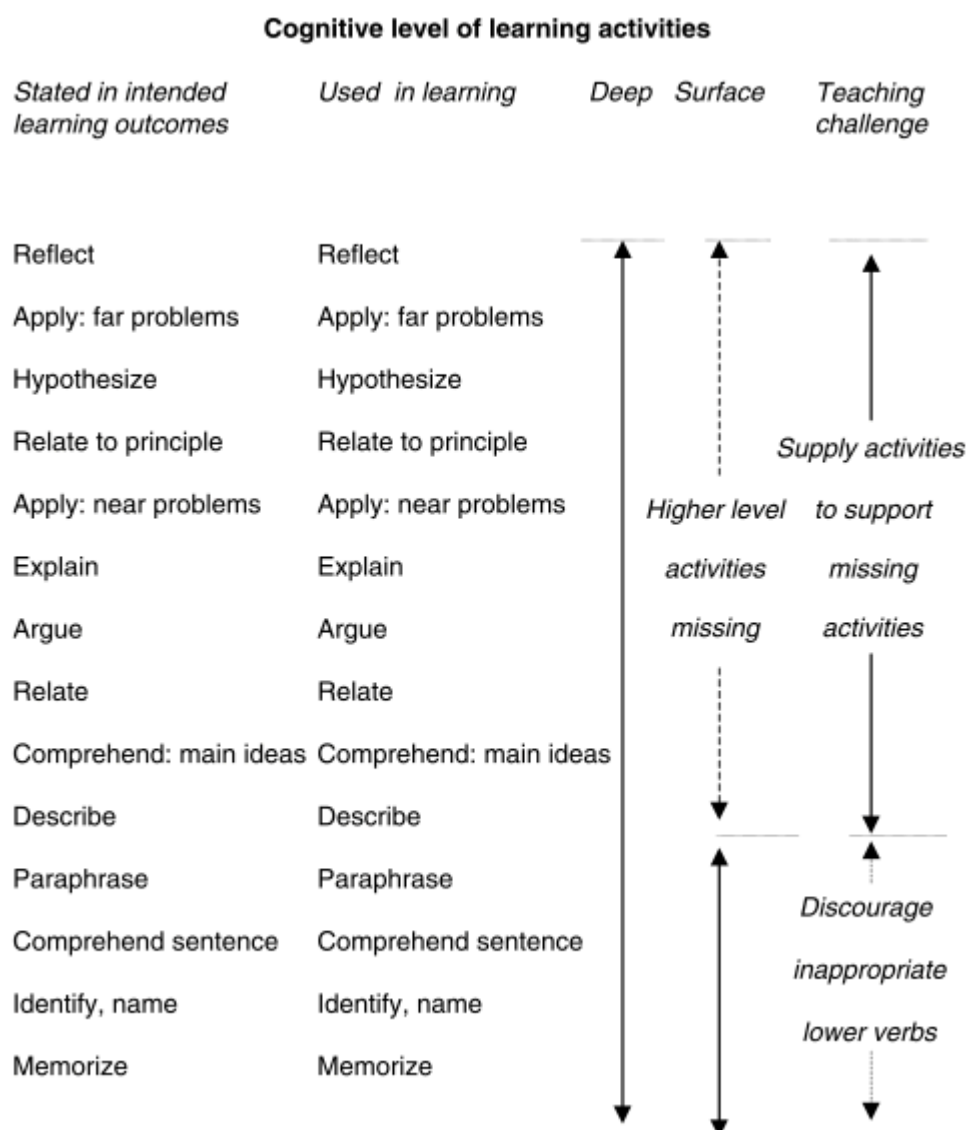 Cognitive level of learning activities
Stated in intended Used in learning Deep Surface Teaching
learning outcomes challenge
Reflect Reflect
Apply: far problems Apply: far problems
Hypothesize Hypothesize
Relate to principle Relate to principle Supply activities
Apply: near problems Apply: near problems Higher level to support
Explain Explain activities missing
Argue Argue missing activities
Relate Relate
Comprehend: main ideas Comprehend: main ideas
Describe Describe
Paraphrase Paraphrase
Discourage
Comprehend sentence Comprehend sentence
inappropriate
Identify, name Identify, name
lower verbs
Memorize Memorize